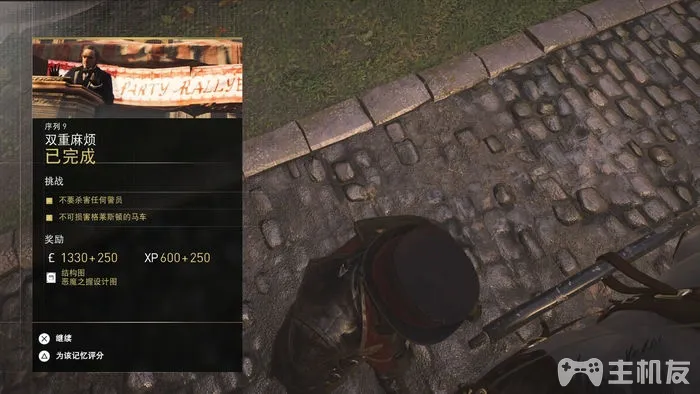 PARTY RALLYE
序列 9
双重麻烦
已完成
挑战
不要杀害任何警员
不可损害格莱斯顿的马车
奖励
£ 1330+250 XP 600+250
结构图
恶魔之握设计图
继续
为该记忆评分
主机友